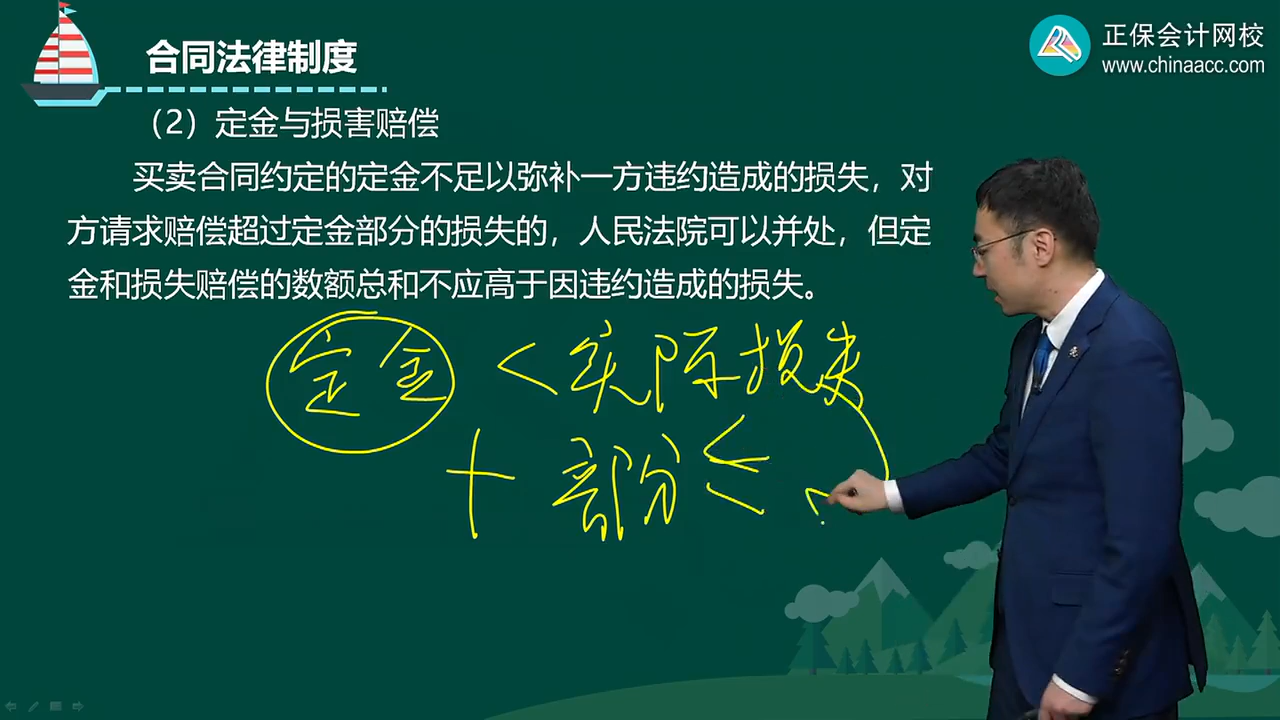 合同法律制度
正保会计网校
www.chinaacc.com
（2）定金与损害赔偿
买卖合同约定的定金不足以弥补一方违约造成的损失，对
方请求赔偿超过定金部分的损失的，人民法院可以并处，但定
金和损失赔偿的数额总和不应高于因违约造成的损失。
定金 < 实际损失
+ 部分 ≤